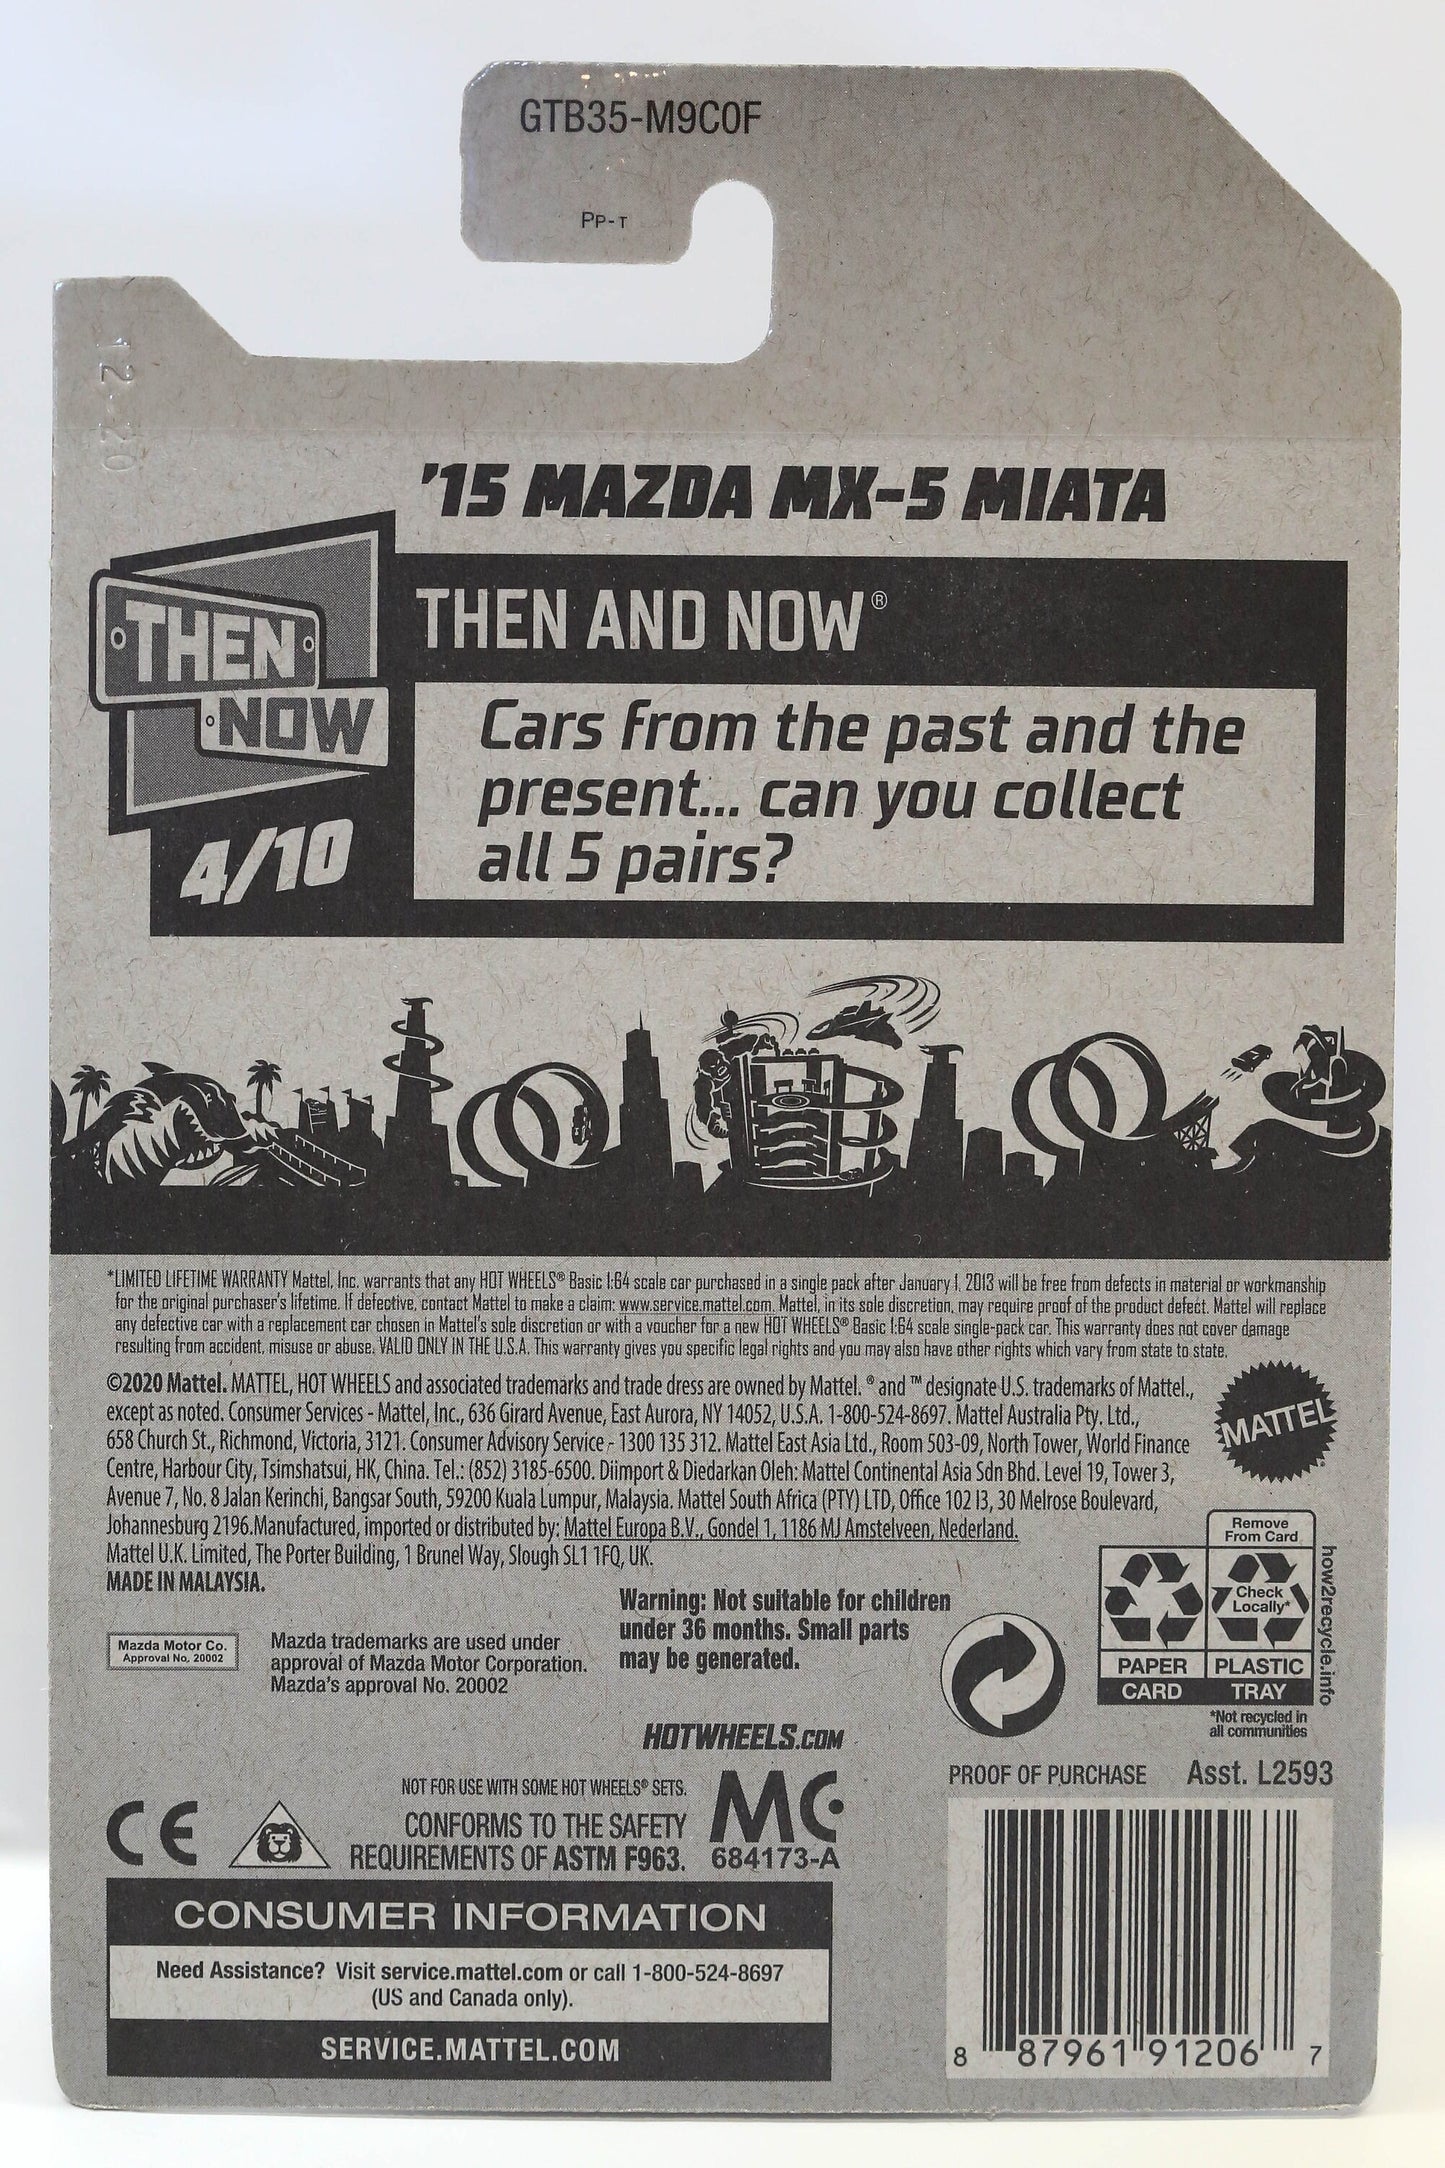 GTB35-M9C0F
Pp-T
12-20
'15 MAZDA MX-5 MIATA
THEN
NOW
4/10
THEN AND NOW®
Cars from the past and the
present... can you collect
all 5 pairs?
*LIMITED LIFETIME WARRANTY Mattel, Inc. warrants that any HOT WHEELS® Basic 1:64 scale car purchased in a single pack after January 1, 2013 will be free from defects in material or workmanship
for the original purchaser's lifetime. If defective, contact Mattel to make a claim: www.service.mattel.com. Mattel, in its sole discretion, may require proof of the product defect. Mattel will replace
any defective car with a replacement car chosen in Mattel's sole discretion or with a voucher for a new HOT WHEELS® Basic 1:64 scale single-pack car. This warranty does not cover damage
resulting from accident, misuse or abuse. VALID ONLY IN THE U.S.A. This warranty gives you specific legal rights and you may also have other rights which vary from state to state.
©2020 Mattel. MATTEL, HOT WHEELS and associated trademarks and trade dress are owned by Mattel. ® and ™ designate U.S. trademarks of Mattel.,
except as noted. Consumer Services - Mattel, Inc., 636 Girard Avenue, East Aurora, NY 14052, U.S.A. 1-800-524-8697. Mattel Australia Pty. Ltd.,
658 Church St., Richmond, Victoria, 3121. Consumer Advisory Service - 1300 135 312. Mattel East Asia Ltd., Room 503-09, North Tower, World Finance
Centre, Harbour City, Tsimshatsui, HK, China. Tel.: (852) 3185-6500. Diimport & Diedarkan Oleh: Mattel Continental Asia Sdn Bhd. Level 19, Tower 3,
Avenue 7, No. 8 Jalan Kerinchi, Bangsar South, 59200 Kuala Lumpur, Malaysia. Mattel South Africa (PTY) LTD, Office 102 I3, 30 Melrose Boulevard,
Johannesburg 2196.Manufactured, imported or distributed by: Mattel Europa B.V., Gondel 1, 1186 MJ Amstelveen, Nederland.
Mattel U.K. Limited, The Porter Building, 1 Brunel Way, Slough SL1 1FQ, UK.
MADE IN MALAYSIA.
MATTEL
Mazda Motor Co.
Approval No. 20002
Mazda trademarks are used under
approval of Mazda Motor Corporation.
Mazda's approval No. 20002
Warning: Not suitable for children
under 36 months. Small parts
may be generated.
Remove
From Card
Check
Locally*
PAPER
CARD
PLASTIC
TRAY
how2recycle.info
*Not recycled in
all communities
HOTWHEELS.COM
NOT FOR USE WITH SOME HOT WHEELS® SETS.
CONFORMS TO THE SAFETY
REQUIREMENTS OF ASTM F963.
CE
MC
684173-A
PROOF OF PURCHASE
Asst. L2593
8 87961 91206 7
CONSUMER INFORMATION
Need Assistance? Visit service.mattel.com or call 1-800-524-8697
(US and Canada only).
SERVICE.MATTEL.COM